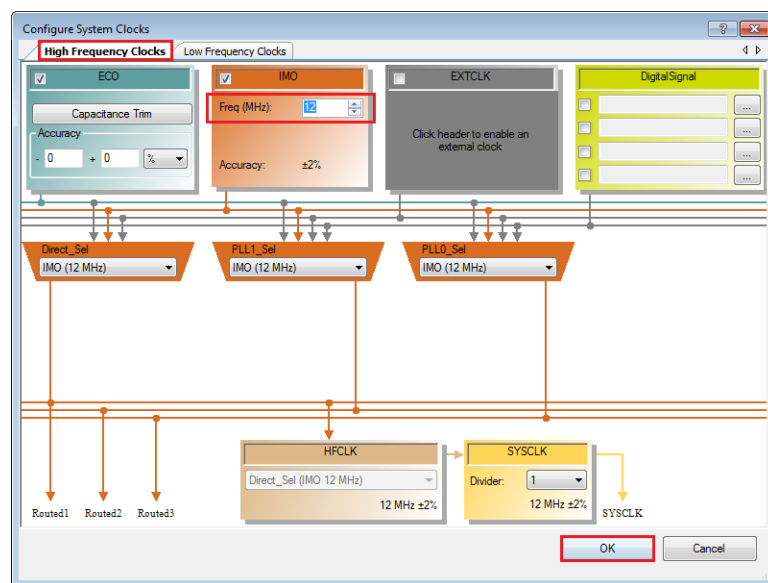 Configure System Clocks
High Frequency Clocks
Low Frequency Clocks
ECO
IMO
EXTCLK
DigitalSignal
Capacitance Trim
Accuracy
- 0 + 0 %
Freq (MHz): 12
Accuracy: ±2%
Click header to enable an
external clock
...
...
...
...
Direct_Sel
IMO (12 MHz)
PLL1_Sel
IMO (12 MHz)
PLL0_Sel
IMO (12 MHz)
HFCLK
Direct_Sel (IMO 12 MHz)
12 MHz ±2%
SYSCLK
Divider: 1
12 MHz ±2%
Routed1
Routed2
Routed3
SYSCLK
OK
Cancel